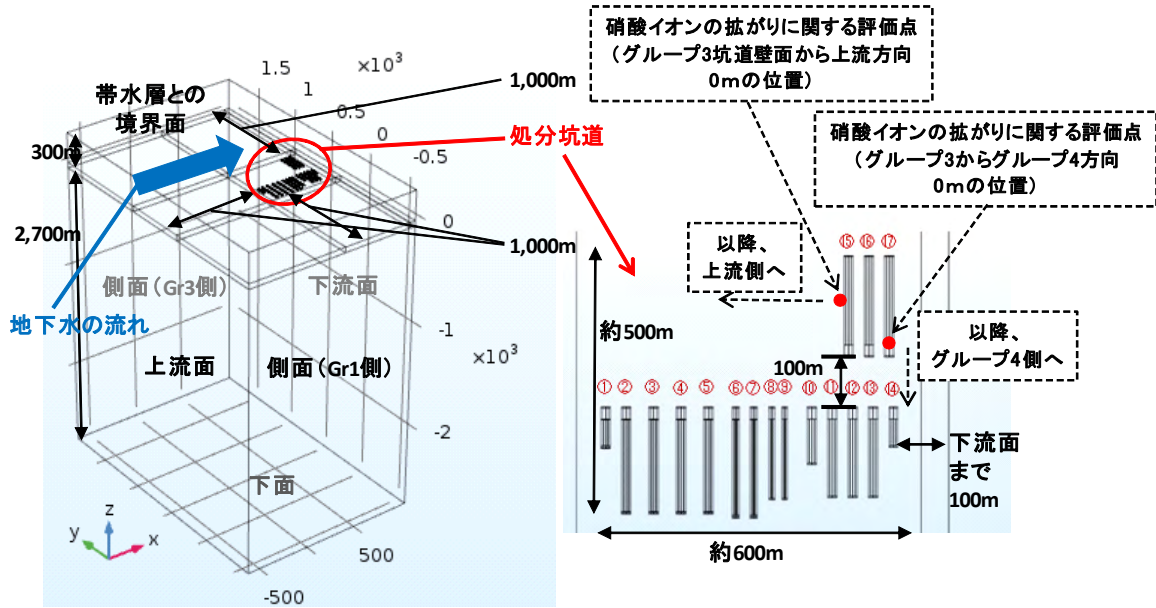 硝酸イオンの拡がりに関する評価点
（グループ3坑道壁面から上流方向
0mの位置）
硝酸イオンの拡がりに関する評価点
（グループ3からグループ4方向
0mの位置）
帯水層との
境界面
1.5
×10³
1
0.5
0
-0.5
1,000m
処分坑道
300m
2,700m
0
1,000m
側面（Gr3側）
下流面
地下水の流れ
-1
×10³
上流面
側面（Gr1側）
-2
下面
z
y
x
500
-500
以降、
上流側へ
⑮ ⑯ ⑰
約500m
以降、
グループ4側へ
100m
① ② ③ ④ ⑤ ⑥ ⑦ ⑧ ⑨ ⑩ ⑪ ⑫ ⑬ ⑭
下流面
まで
100m
約600m